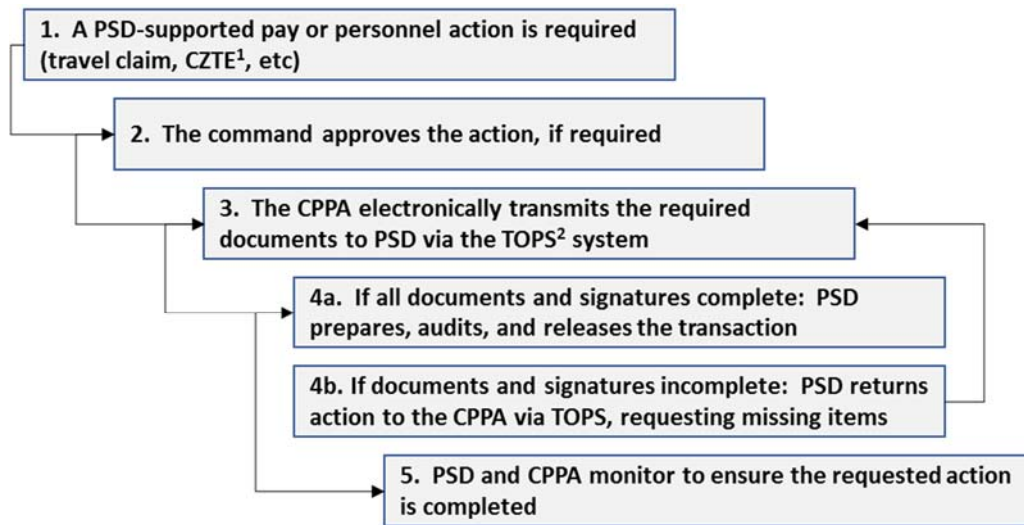 1.  A PSD-supported pay or personnel action is required
(travel claim, CZTE¹, etc)
2.  The command approves the action, if required
3.  The CPPA electronically transmits the required
documents to PSD via the TOPS² system
4a.  If all documents and signatures complete:  PSD
prepares, audits, and releases the transaction
4b. If documents and signatures incomplete:  PSD returns
action to the CPPA via TOPS, requesting missing items
5.  PSD and CPPA monitor to ensure the requested action
is completed